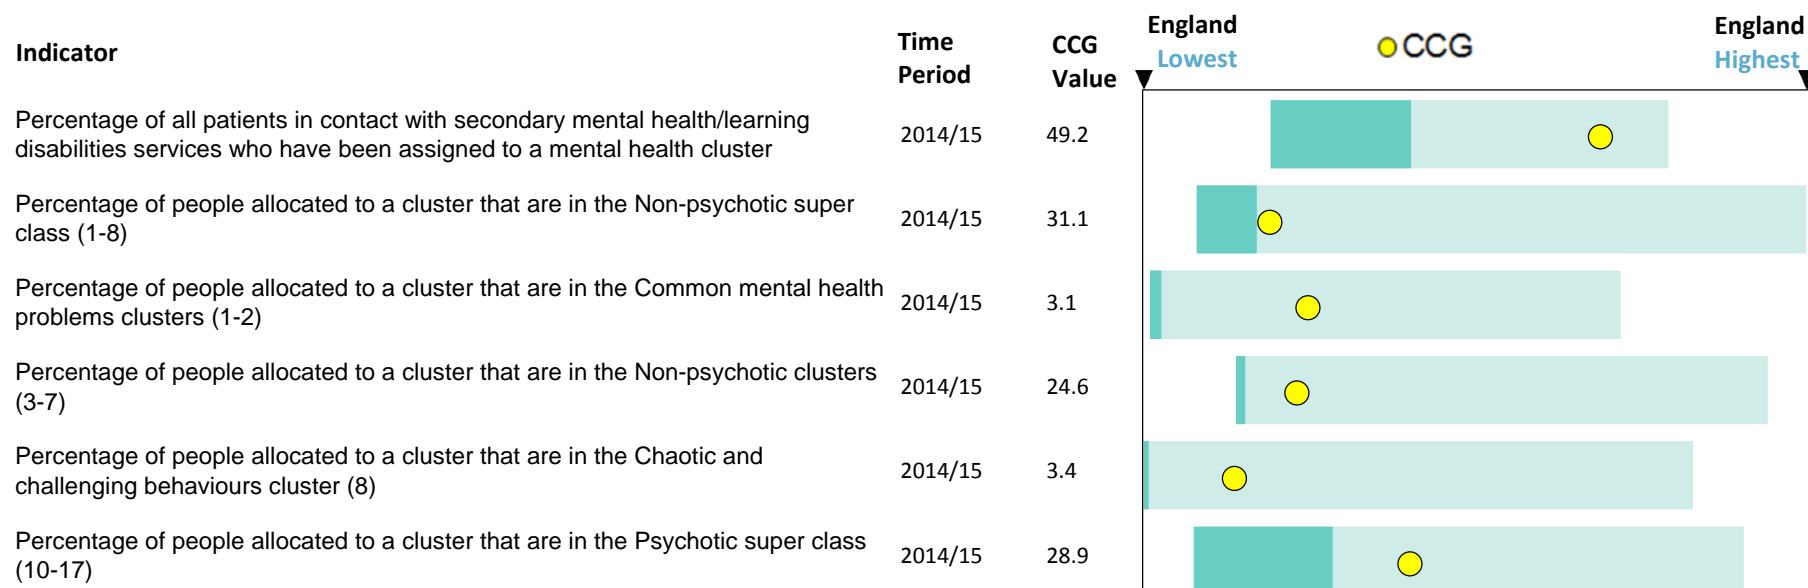 Indicator
Time
Period
CCG
Value
England
Lowest
CCG
England
Highest
Percentage of all patients in contact with secondary mental health/learning
disabilities services who have been assigned to a mental health cluster
2014/15
49.2
Percentage of people allocated to a cluster that are in the Non-psychotic super
class (1-8)
2014/15
31.1
Percentage of people allocated to a cluster that are in the Common mental health
problems clusters (1-2)
2014/15
3.1
Percentage of people allocated to a cluster that are in the Non-psychotic clusters
(3-7)
2014/15
24.6
Percentage of people allocated to a cluster that are in the Chaotic and
challenging behaviours cluster (8)
2014/15
3.4
Percentage of people allocated to a cluster that are in the Psychotic super class
(10-17)
2014/15
28.9